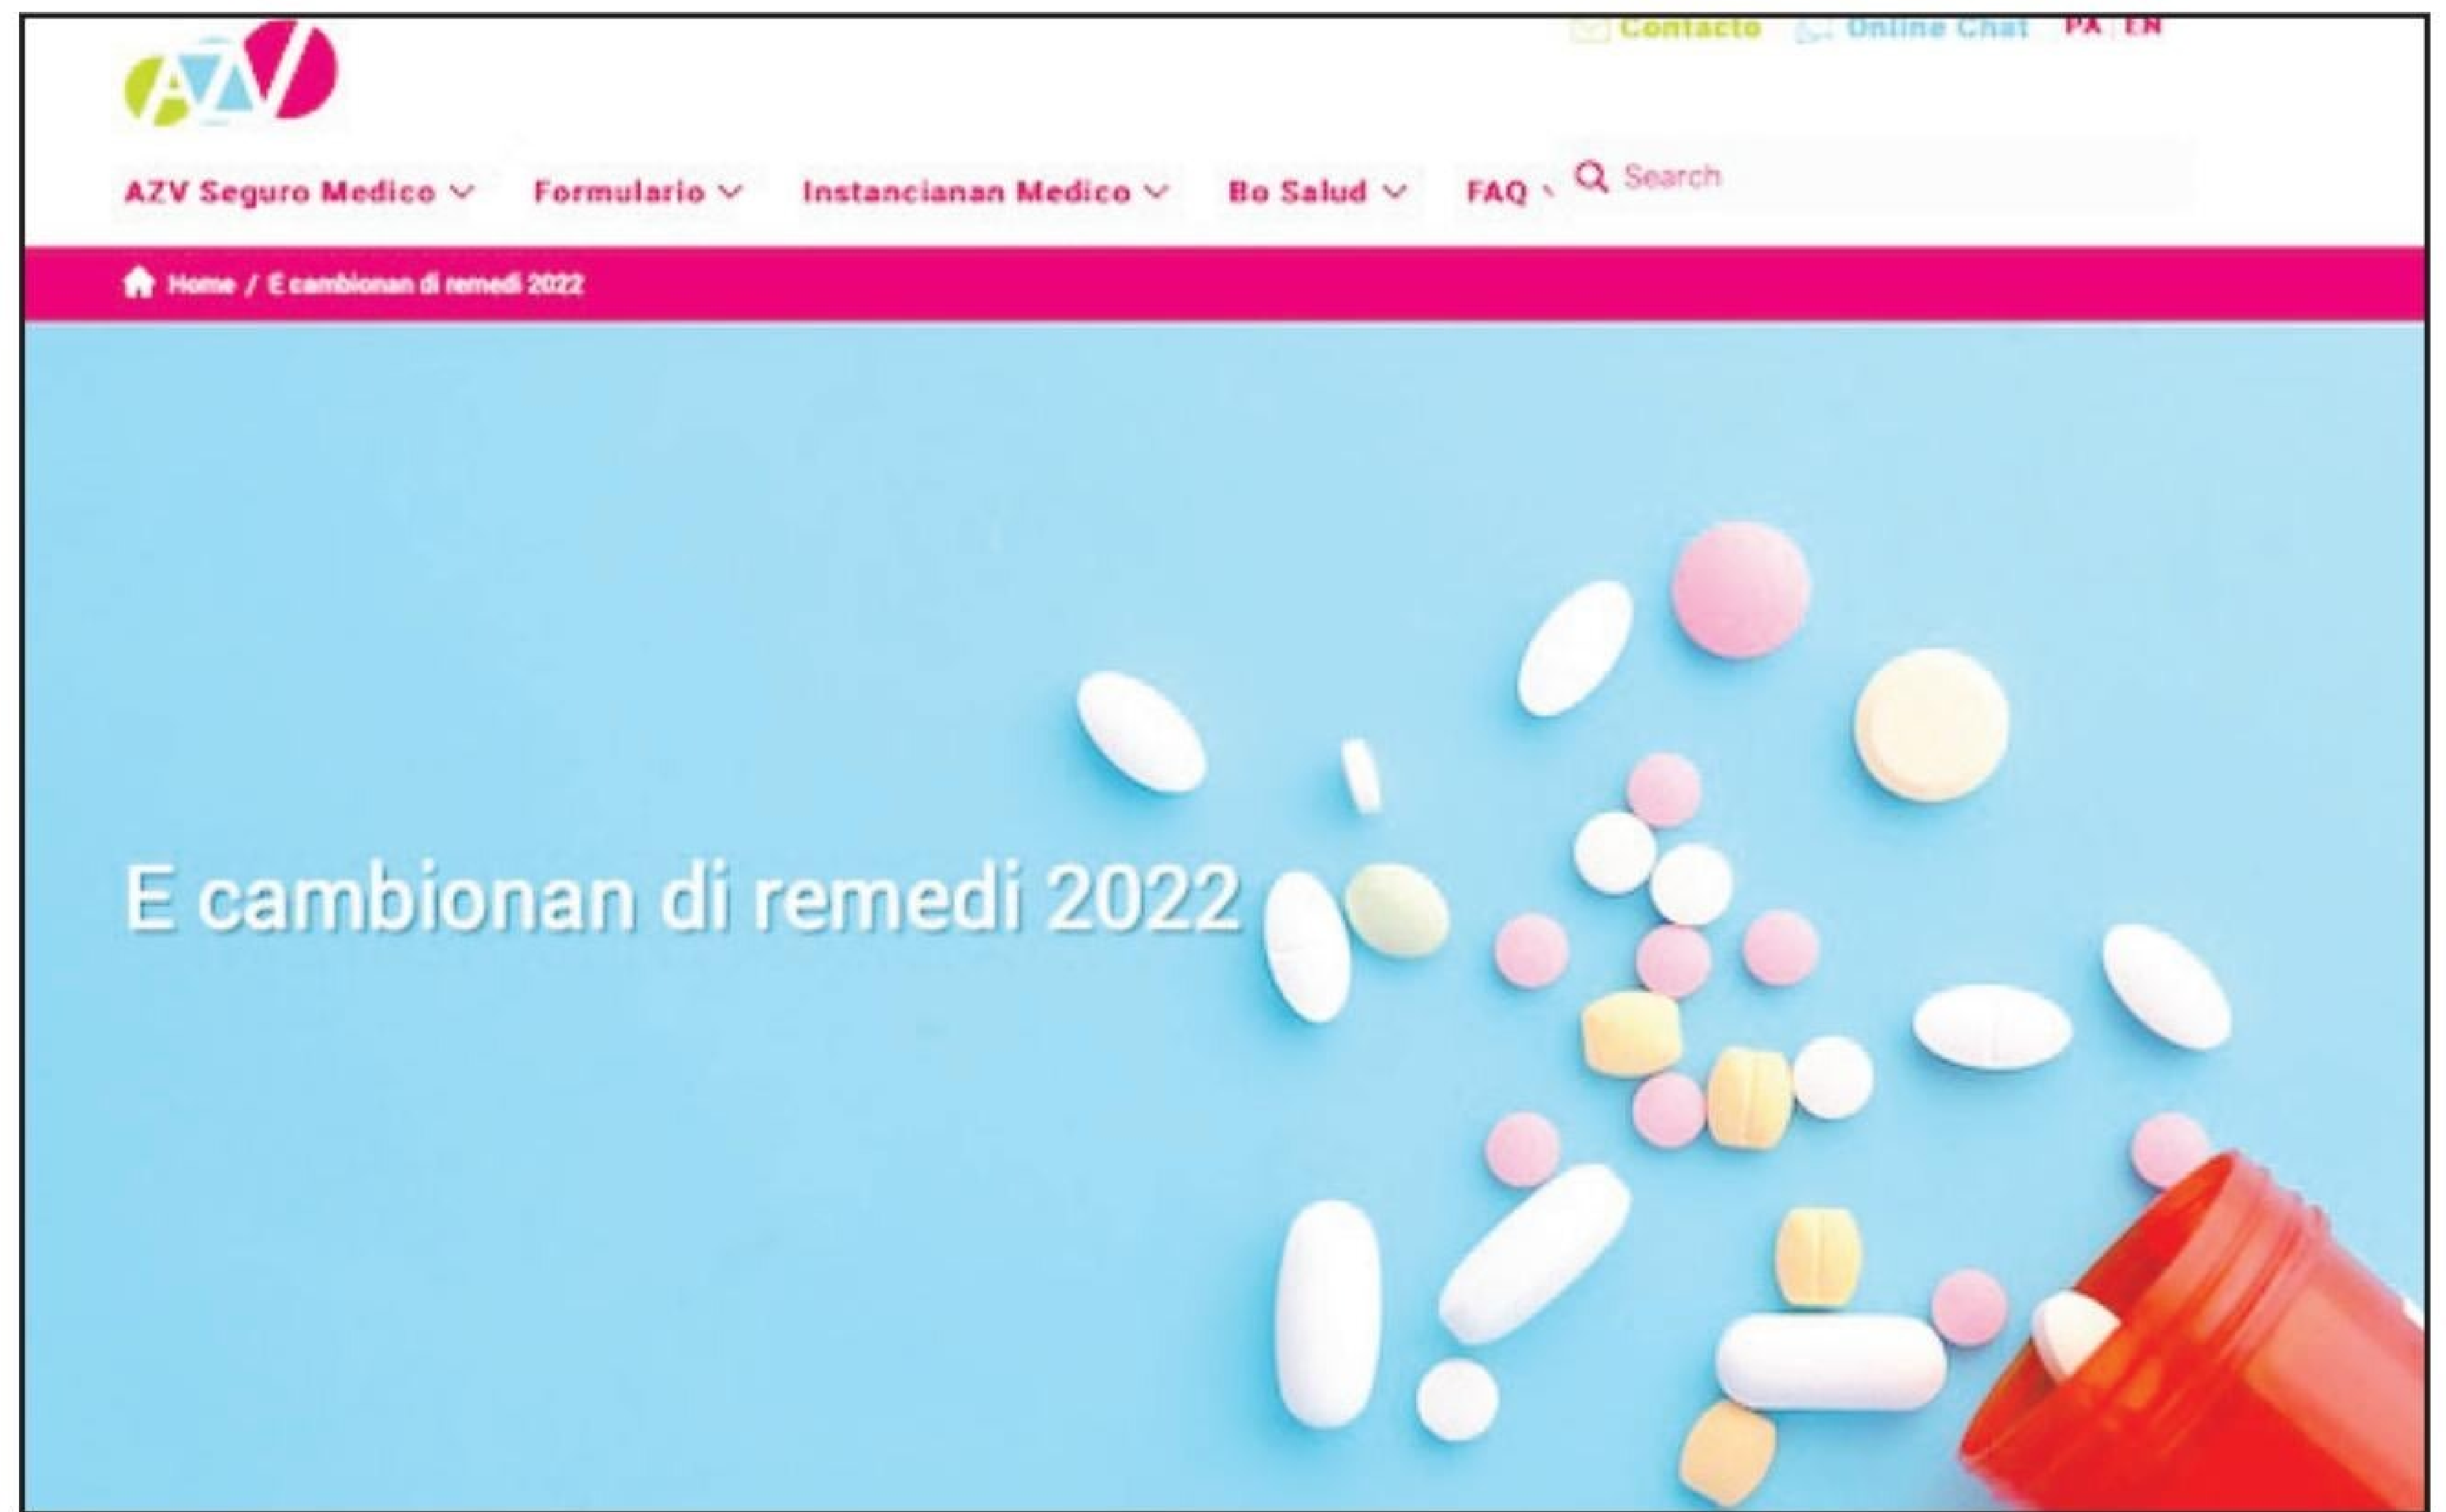 Contacto Online Chat PA EN
AZV
AZV Seguro Medico Formulario Instancianan Medico Bo Salud FAQ Search
Home / E cambionan di remedi 2022
E cambionan di remedi 2022